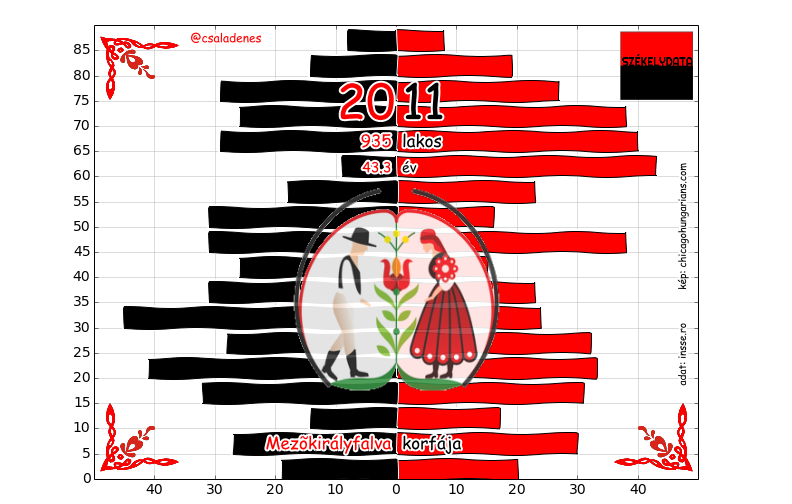 @csaladenes
SZÉKELYDATA
2011
935 lakos
43.3 év
kép: chicagohungarians.com
adat: insse.ro
Mezõkirályfalva korfája
85
80
75
70
65
60
55
50
45
40
35
30
25
20
15
10
5
0
40 30 20 10 0 10 20 30 40